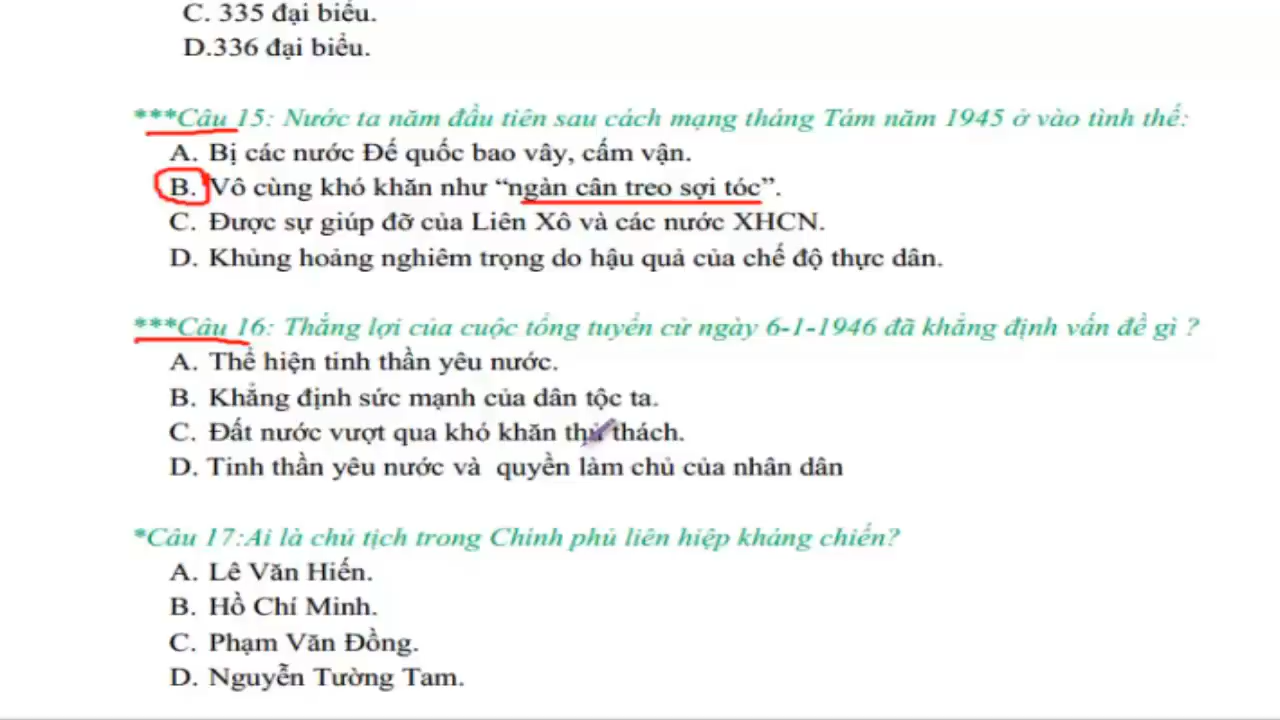 C. 335 đại biểu.
D.336 đại biểu.
***Câu 15: Nước ta năm đầu tiên sau cách mạng tháng Tám năm 1945 ở vào tình thế:
A. Bị các nước Đế quốc bao vây, cấm vận.
B. Vô cùng khó khăn như “ngàn cân treo sợi tóc”.
C. Được sự giúp đỡ của Liên Xô và các nước XHCN.
D. Khủng hoảng nghiêm trọng do hậu quả của chế độ thực dân.
***Câu 16: Thắng lợi của cuộc tổng tuyển cử ngày 6-1-1946 đã khẳng định vấn đề gì ?
A. Thể hiện tinh thần yêu nước.
B. Khẳng định sức mạnh của dân tộc ta.
C. Đất nước vượt qua khó khăn thử thách.
D. Tinh thần yêu nước và quyền làm chủ của nhân dân
*Câu 17:Ai là chủ tịch trong Chính phủ liên hiệp kháng chiến?
A. Lê Văn Hiến.
B. Hồ Chí Minh.
C. Phạm Văn Đồng.
D. Nguyễn Tường Tam.